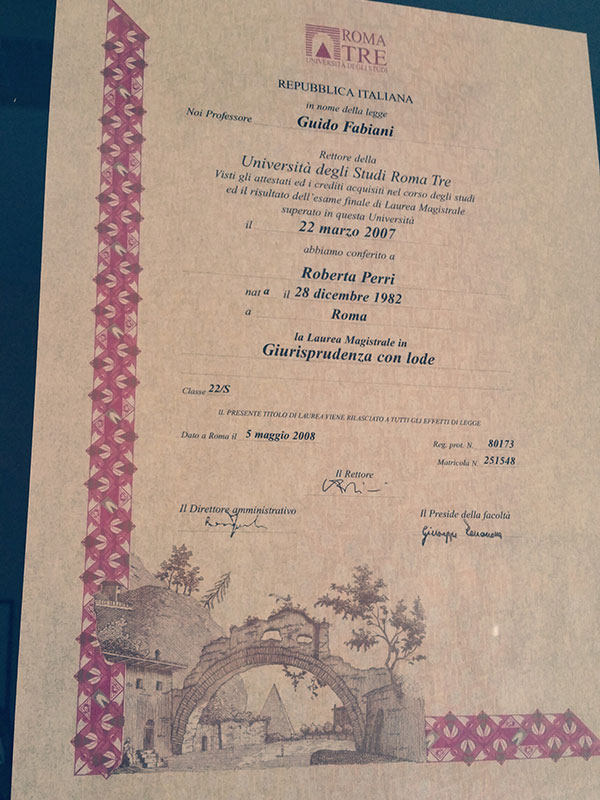 ROMA
TRE
UNIVERSITÀ DEGLI STUDI
REPUBBLICA ITALIANA
in nome della legge
Noi Professore Guido Fabiani
Rettore della
Università degli Studi Roma Tre
Visti gli attestati ed i crediti acquisiti nel corso degli studi
ed il risultato dell'esame finale di Laurea Magistrale
superato in questa Università
il 22 marzo 2007
abbiamo conferito a
Roberta Perri
nat a il 28 dicembre 1982
a Roma
la Laurea Magistrale in
Giurisprudenza con lode
Classe 22/S
IL PRESENTE TITOLO DI LAUREA VIENE RILASCIATO A TUTTI GLI EFFETTI DI LEGGE
Dato a Roma il 5 maggio 2008
Reg. prot. N. 80173
Matricola N. 251548
Il Rettore
Il Direttore amministrativo
Il Preside della facoltà
Giuseppe